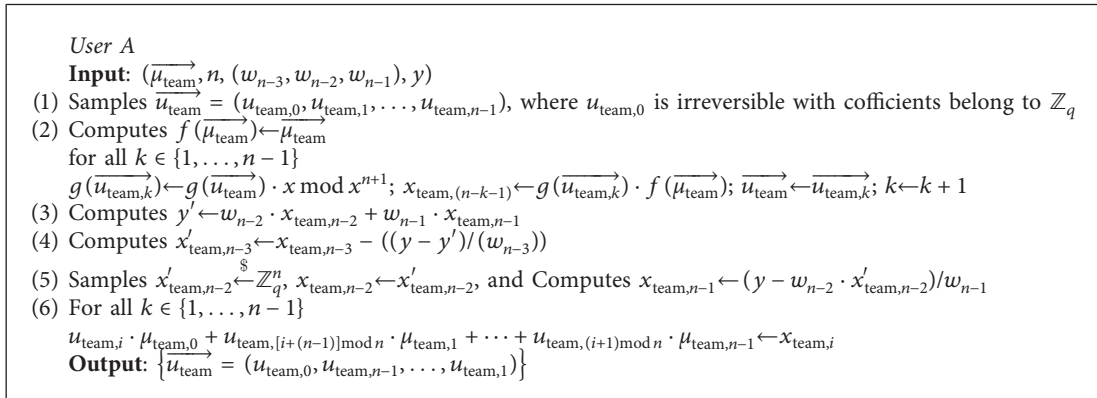 User A
Input: (μ⃗_team, n, (w_{n−3}, w_{n−2}, w_{n−1}), y)
(1) Samples u⃗_team = (u_{team,0}, u_{team,1}, . . . , u_{team,n−1}), where u_{team,0} is irreversible with cofficients belong to ℤ_q
(2) Computes f(μ⃗_team)←μ⃗_team
for all k ∈ {1, . . . , n − 1}
g(u⃗_{team,k})←g(u⃗_team) · x mod x^{n+1}; x_{team,(n−k−1)}←g(u⃗_{team,k}) · f(μ⃗_team); u⃗_team←u⃗_{team,k}; k←k + 1
(3) Computes y′←w_{n−2} · x_{team,n−2} + w_{n−1} · x_{team,n−1}
(4) Computes x′_{team,n−3}←x_{team,n−3} − ((y − y′)/(w_{n−3}))
(5) Samples x′_{team,n−2} ←^$ ℤ_q^n, x_{team,n−2}←x′_{team,n−2}, and Computes x_{team,n−1}←(y − w_{n−2} · x′_{team,n−2})/w_{n−1}
(6) For all k ∈ {1, . . . , n − 1}
u_{team,i} · μ_{team,0} + u_{team,[i+(n−1)]mod n} · μ_{team,1} + · · · + u_{team,(i+1)mod n} · μ_{team,n−1}←x_{team,i}
Output: {u⃗_team = (u_{team,0}, u_{team,n−1}, . . . , u_{team,1})}